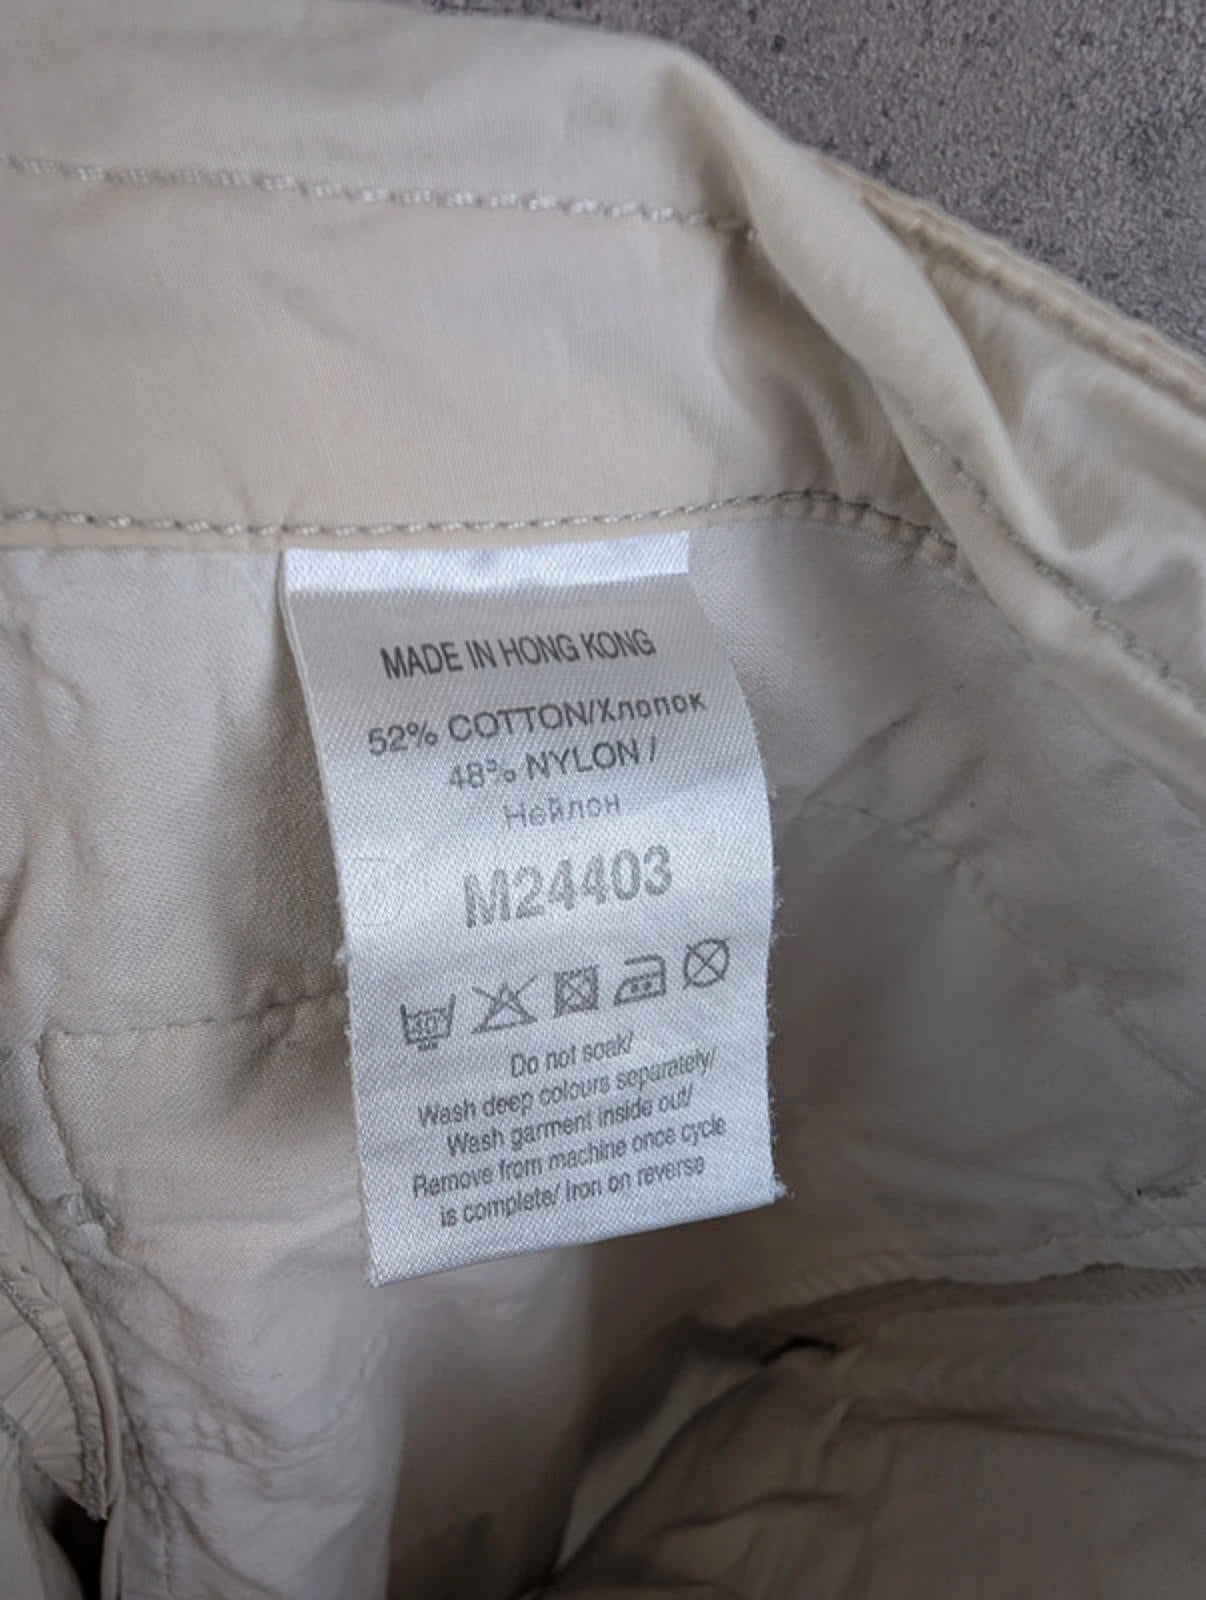 MADE IN HONG KONG
52% COTTON/Хлопок
48% NYLON /
Нейлон
M24403
30°
Do not soak/
Wash deep colours separately/
Wash garment inside out/
Remove from machine once cycle
is complete/ Iron on reverse